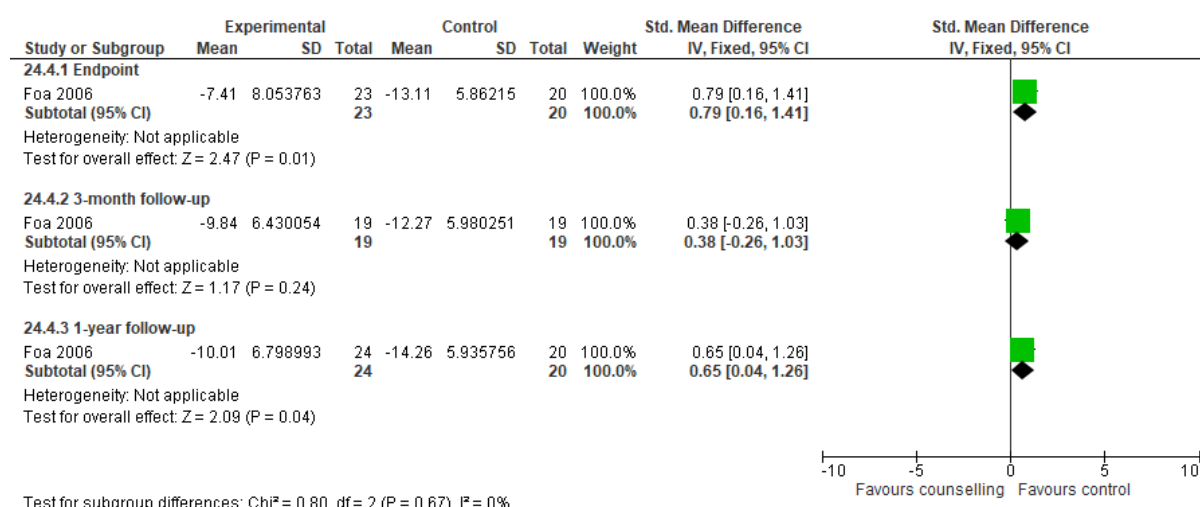 Experimental Control Std. Mean Difference Std. Mean Difference
Study or Subgroup Mean SD Total Mean SD Total Weight IV, Fixed, 95% CI IV, Fixed, 95% CI
24.4.1 Endpoint
Foa 2006 -7.41 8.053763 23 -13.11 5.86215 20 100.0% 0.79 [0.16, 1.41]
Subtotal (95% CI) 23 20 100.0% 0.79 [0.16, 1.41]
Heterogeneity: Not applicable
Test for overall effect: Z = 2.47 (P = 0.01)
24.4.2 3-month follow-up
Foa 2006 -9.84 6.430054 19 -12.27 5.980251 19 100.0% 0.38 [-0.26, 1.03]
Subtotal (95% CI) 19 19 100.0% 0.38 [-0.26, 1.03]
Heterogeneity: Not applicable
Test for overall effect: Z = 1.17 (P = 0.24)
24.4.3 1-year follow-up
Foa 2006 -10.01 6.798993 24 -14.26 5.935756 20 100.0% 0.65 [0.04, 1.26]
Subtotal (95% CI) 24 20 100.0% 0.65 [0.04, 1.26]
Heterogeneity: Not applicable
Test for overall effect: Z = 2.09 (P = 0.04)
-10 -5 0 5 10
Favours counselling Favours control
Test for subgroup differences: Chi² = 0.80, df = 2 (P = 0.67), I² = 0%